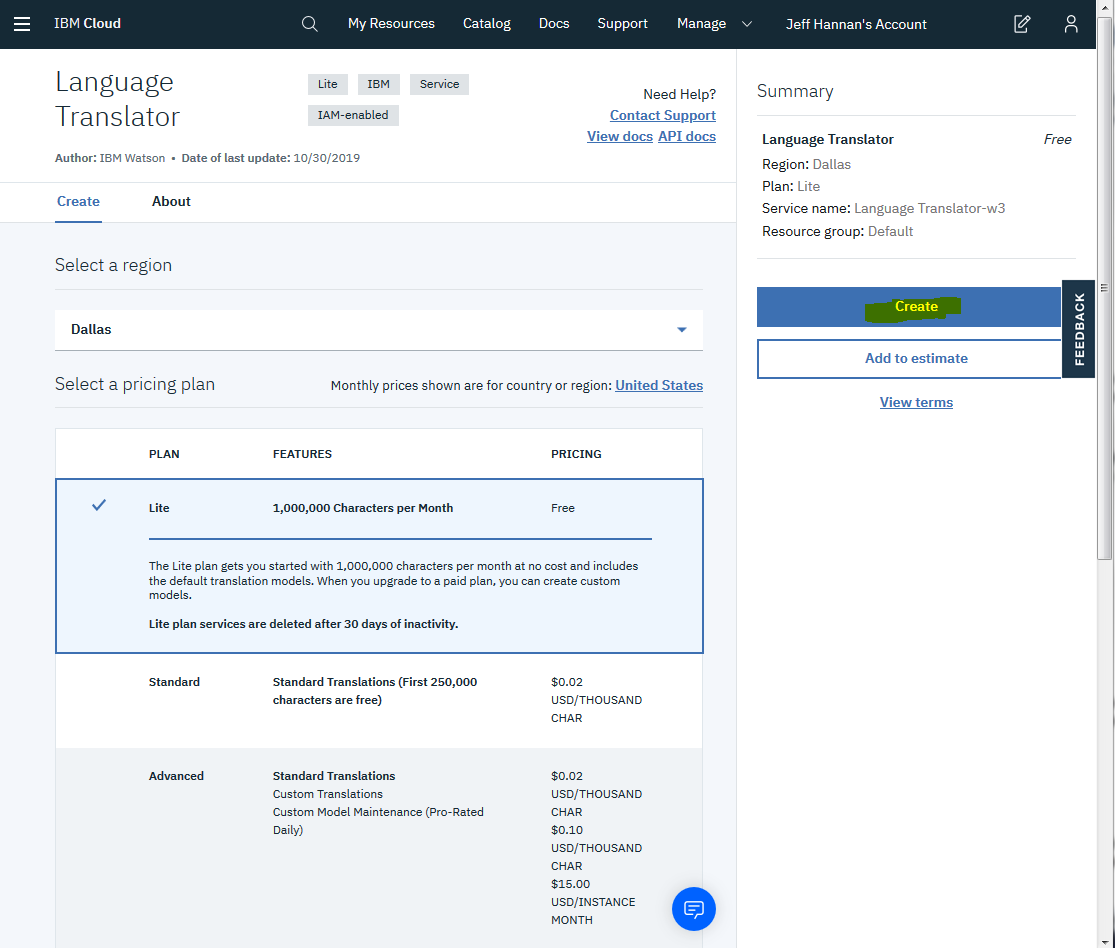 IBM Cloud
My Resources
Catalog
Docs
Support
Manage
Jeff Hannan's Account
Language
Translator
Lite
IBM
Service
IAM-enabled
Need Help?
Contact Support
View docs API docs
Author: IBM Watson • Date of last update: 10/30/2019
Create
About
Select a region
Dallas
Select a pricing plan
Monthly prices shown are for country or region: United States
PLAN FEATURES PRICING
Lite 1,000,000 Characters per Month Free
The Lite plan gets you started with 1,000,000 characters per month at no cost and includes
the default translation models. When you upgrade to a paid plan, you can create custom
models.
Lite plan services are deleted after 30 days of inactivity.
Standard Standard Translations (First 250,000 $0.02
characters are free) USD/THOUSAND
CHAR
Advanced Standard Translations $0.02
Custom Translations USD/THOUSAND
Custom Model Maintenance (Pro-Rated CHAR
Daily) $0.10
USD/THOUSAND
CHAR
$15.00
USD/INSTANCE
MONTH
Summary
Language Translator Free
Region: Dallas
Plan: Lite
Service name: Language Translator-w3
Resource group: Default
Create
Add to estimate
View terms
FEEDBACK